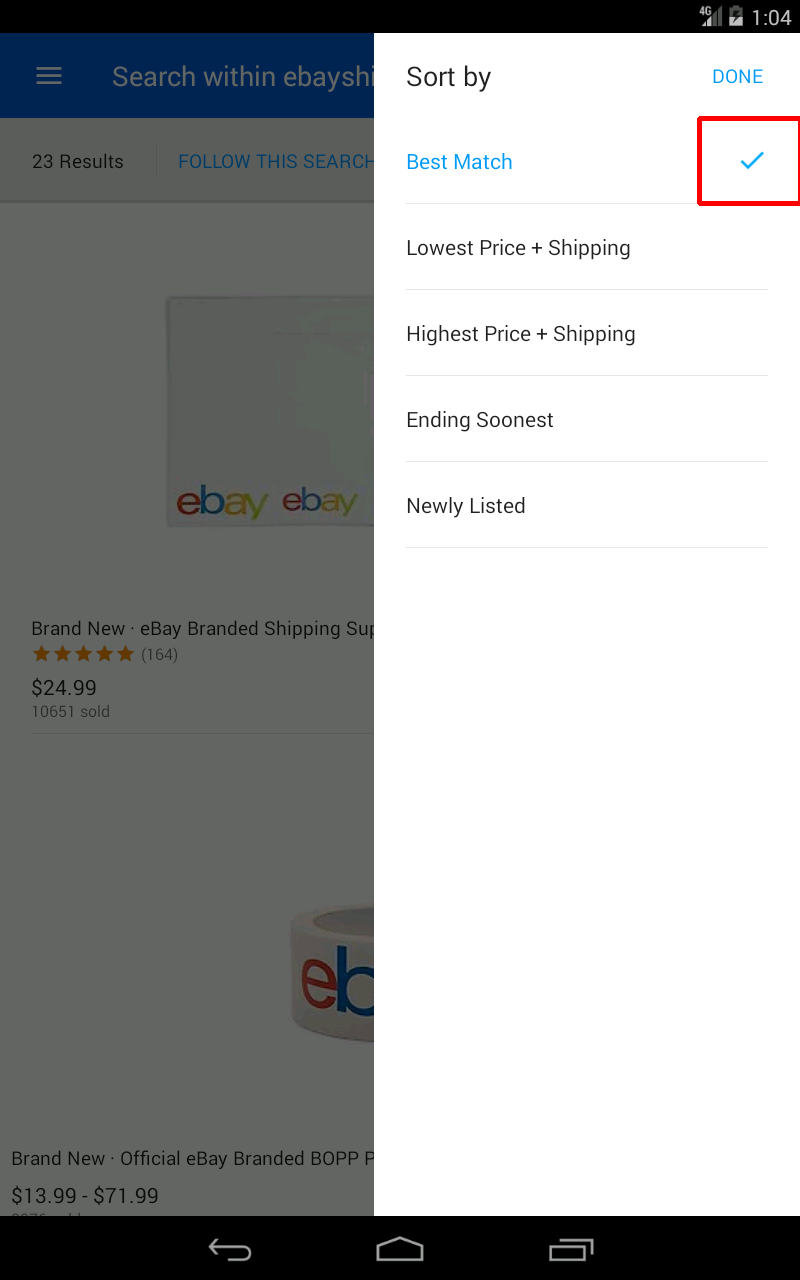 4G 1:04
Search within ebayshi
Sort by
DONE
23 Results
FOLLOW THIS SEARCH
Best Match
Lowest Price + Shipping
Highest Price + Shipping
Ending Soonest
Newly Listed
ebay ebay
Brand New · eBay Branded Shipping Sup
(164)
$24.99
10651 sold
eb
Brand New · Official eBay Branded BOPP P
$13.99 - $71.99